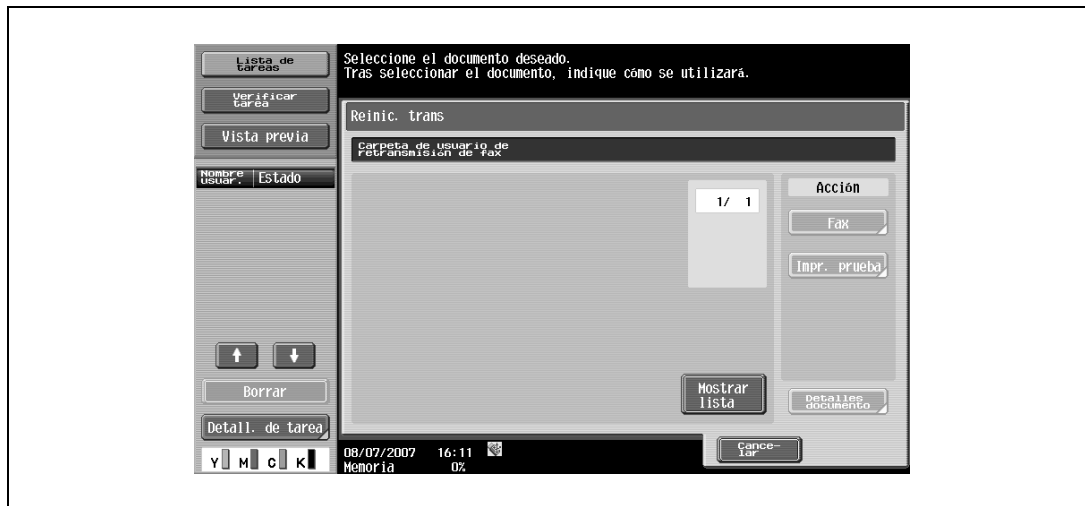 Lista de
tareas
Verificar
tarea
Vista previa
Nombre
usuar.
Estado
Borrar
Detall. de tarea
Y M C K
Seleccione el documento deseado.
Tras seleccionar el documento, indique cómo se utilizará.
Reinic. trans
Carpeta de usuario de
retransmisión de fax
1/ 1
Mostrar
lista
Acción
Fax
Impr. prueba
Detalles
documento
08/07/2007 16:11
Memoria 0%
Cance-
lar